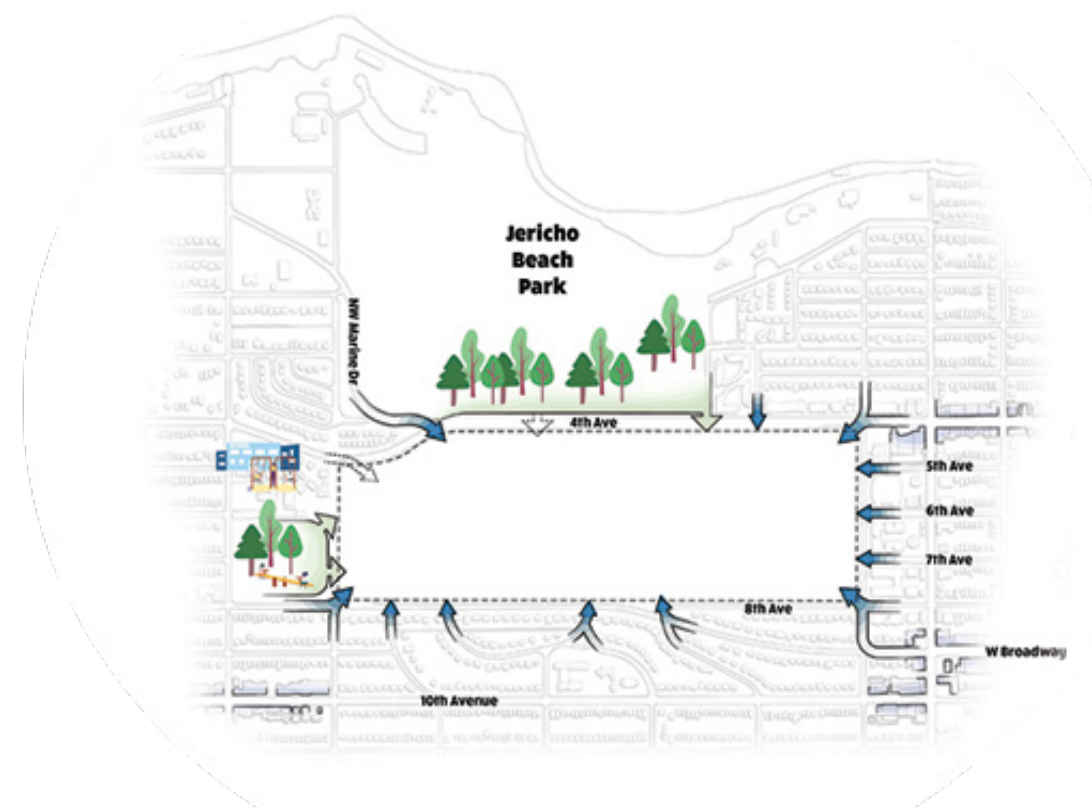 Jericho
Beach
Park
NW Marine Dr
4th Ave
5th Ave
6th Ave
7th Ave
8th Ave
W Broadway
10th Avenue